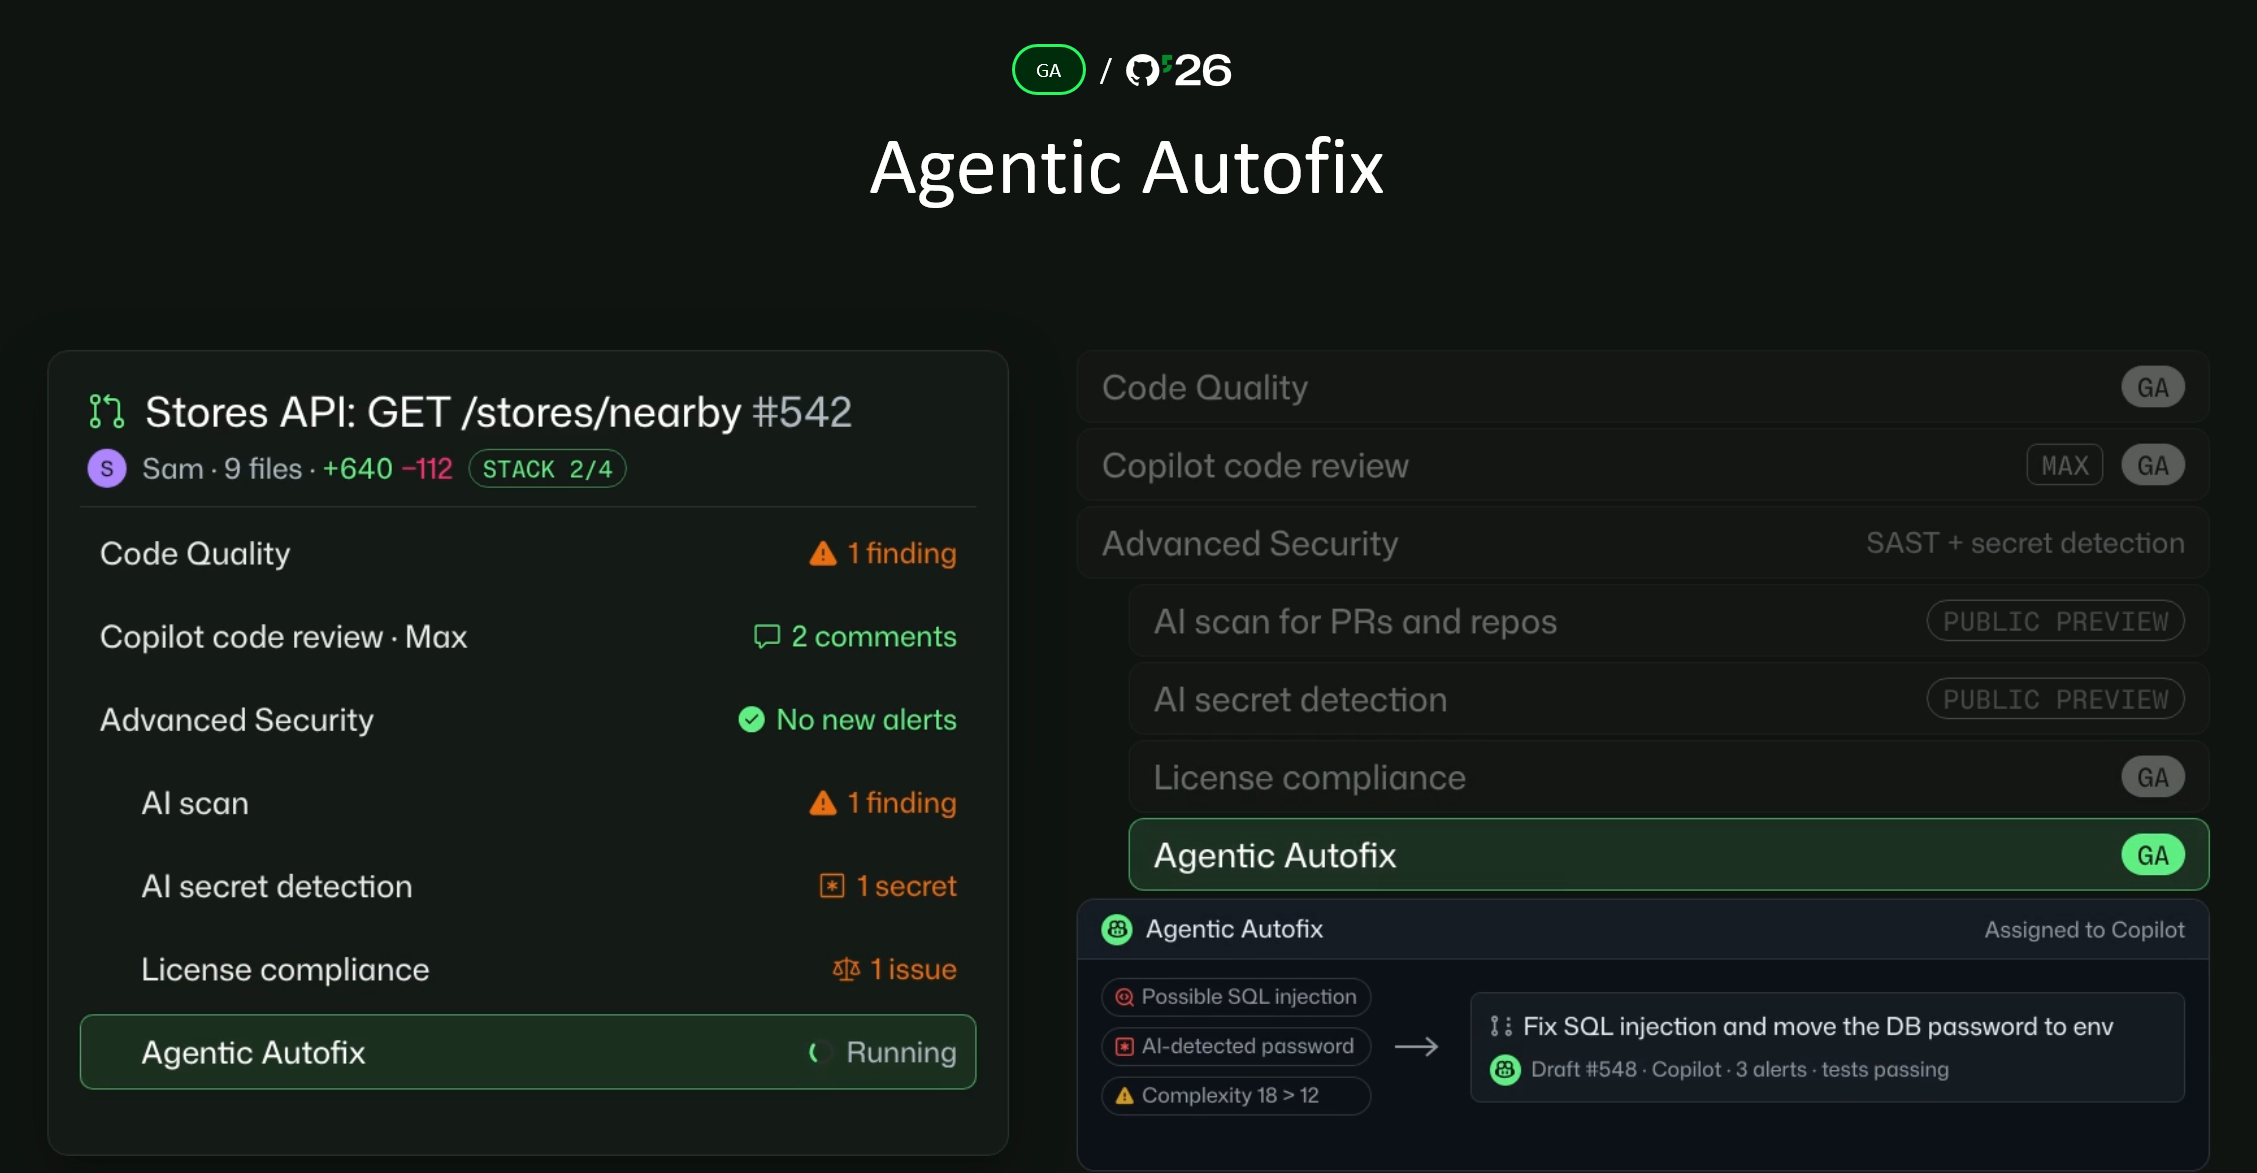 GA / '26
Agentic Autofix
Stores API: GET /stores/nearby #542
S Sam · 9 files · +640 −112 STACK 2/4
Code Quality 1 finding
Copilot code review · Max 2 comments
Advanced Security No new alerts
AI scan 1 finding
AI secret detection 1 secret
License compliance 1 issue
Agentic Autofix Running
Code Quality GA
Copilot code review MAX GA
Advanced Security SAST + secret detection
AI scan for PRs and repos PUBLIC PREVIEW
AI secret detection PUBLIC PREVIEW
License compliance GA
Agentic Autofix GA
Agentic Autofix Assigned to Copilot
Possible SQL injection
AI-detected password
Complexity 18 > 12
Fix SQL injection and move the DB password to env
Draft #548 · Copilot · 3 alerts · tests passing